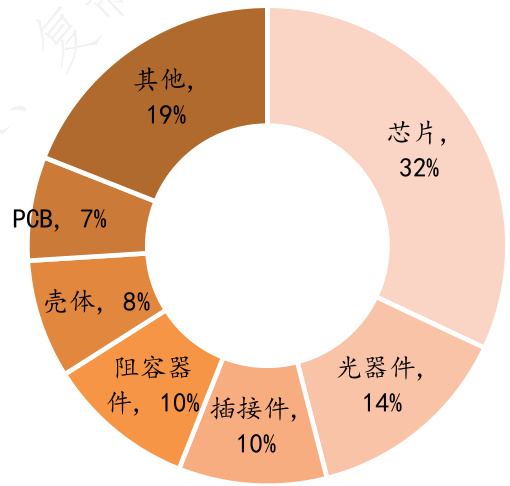 芯片,
32%
光器件,
14%
插接件,
10%
阻容器
件, 10%
壳体, 8%
PCB, 7%
其他,
19%